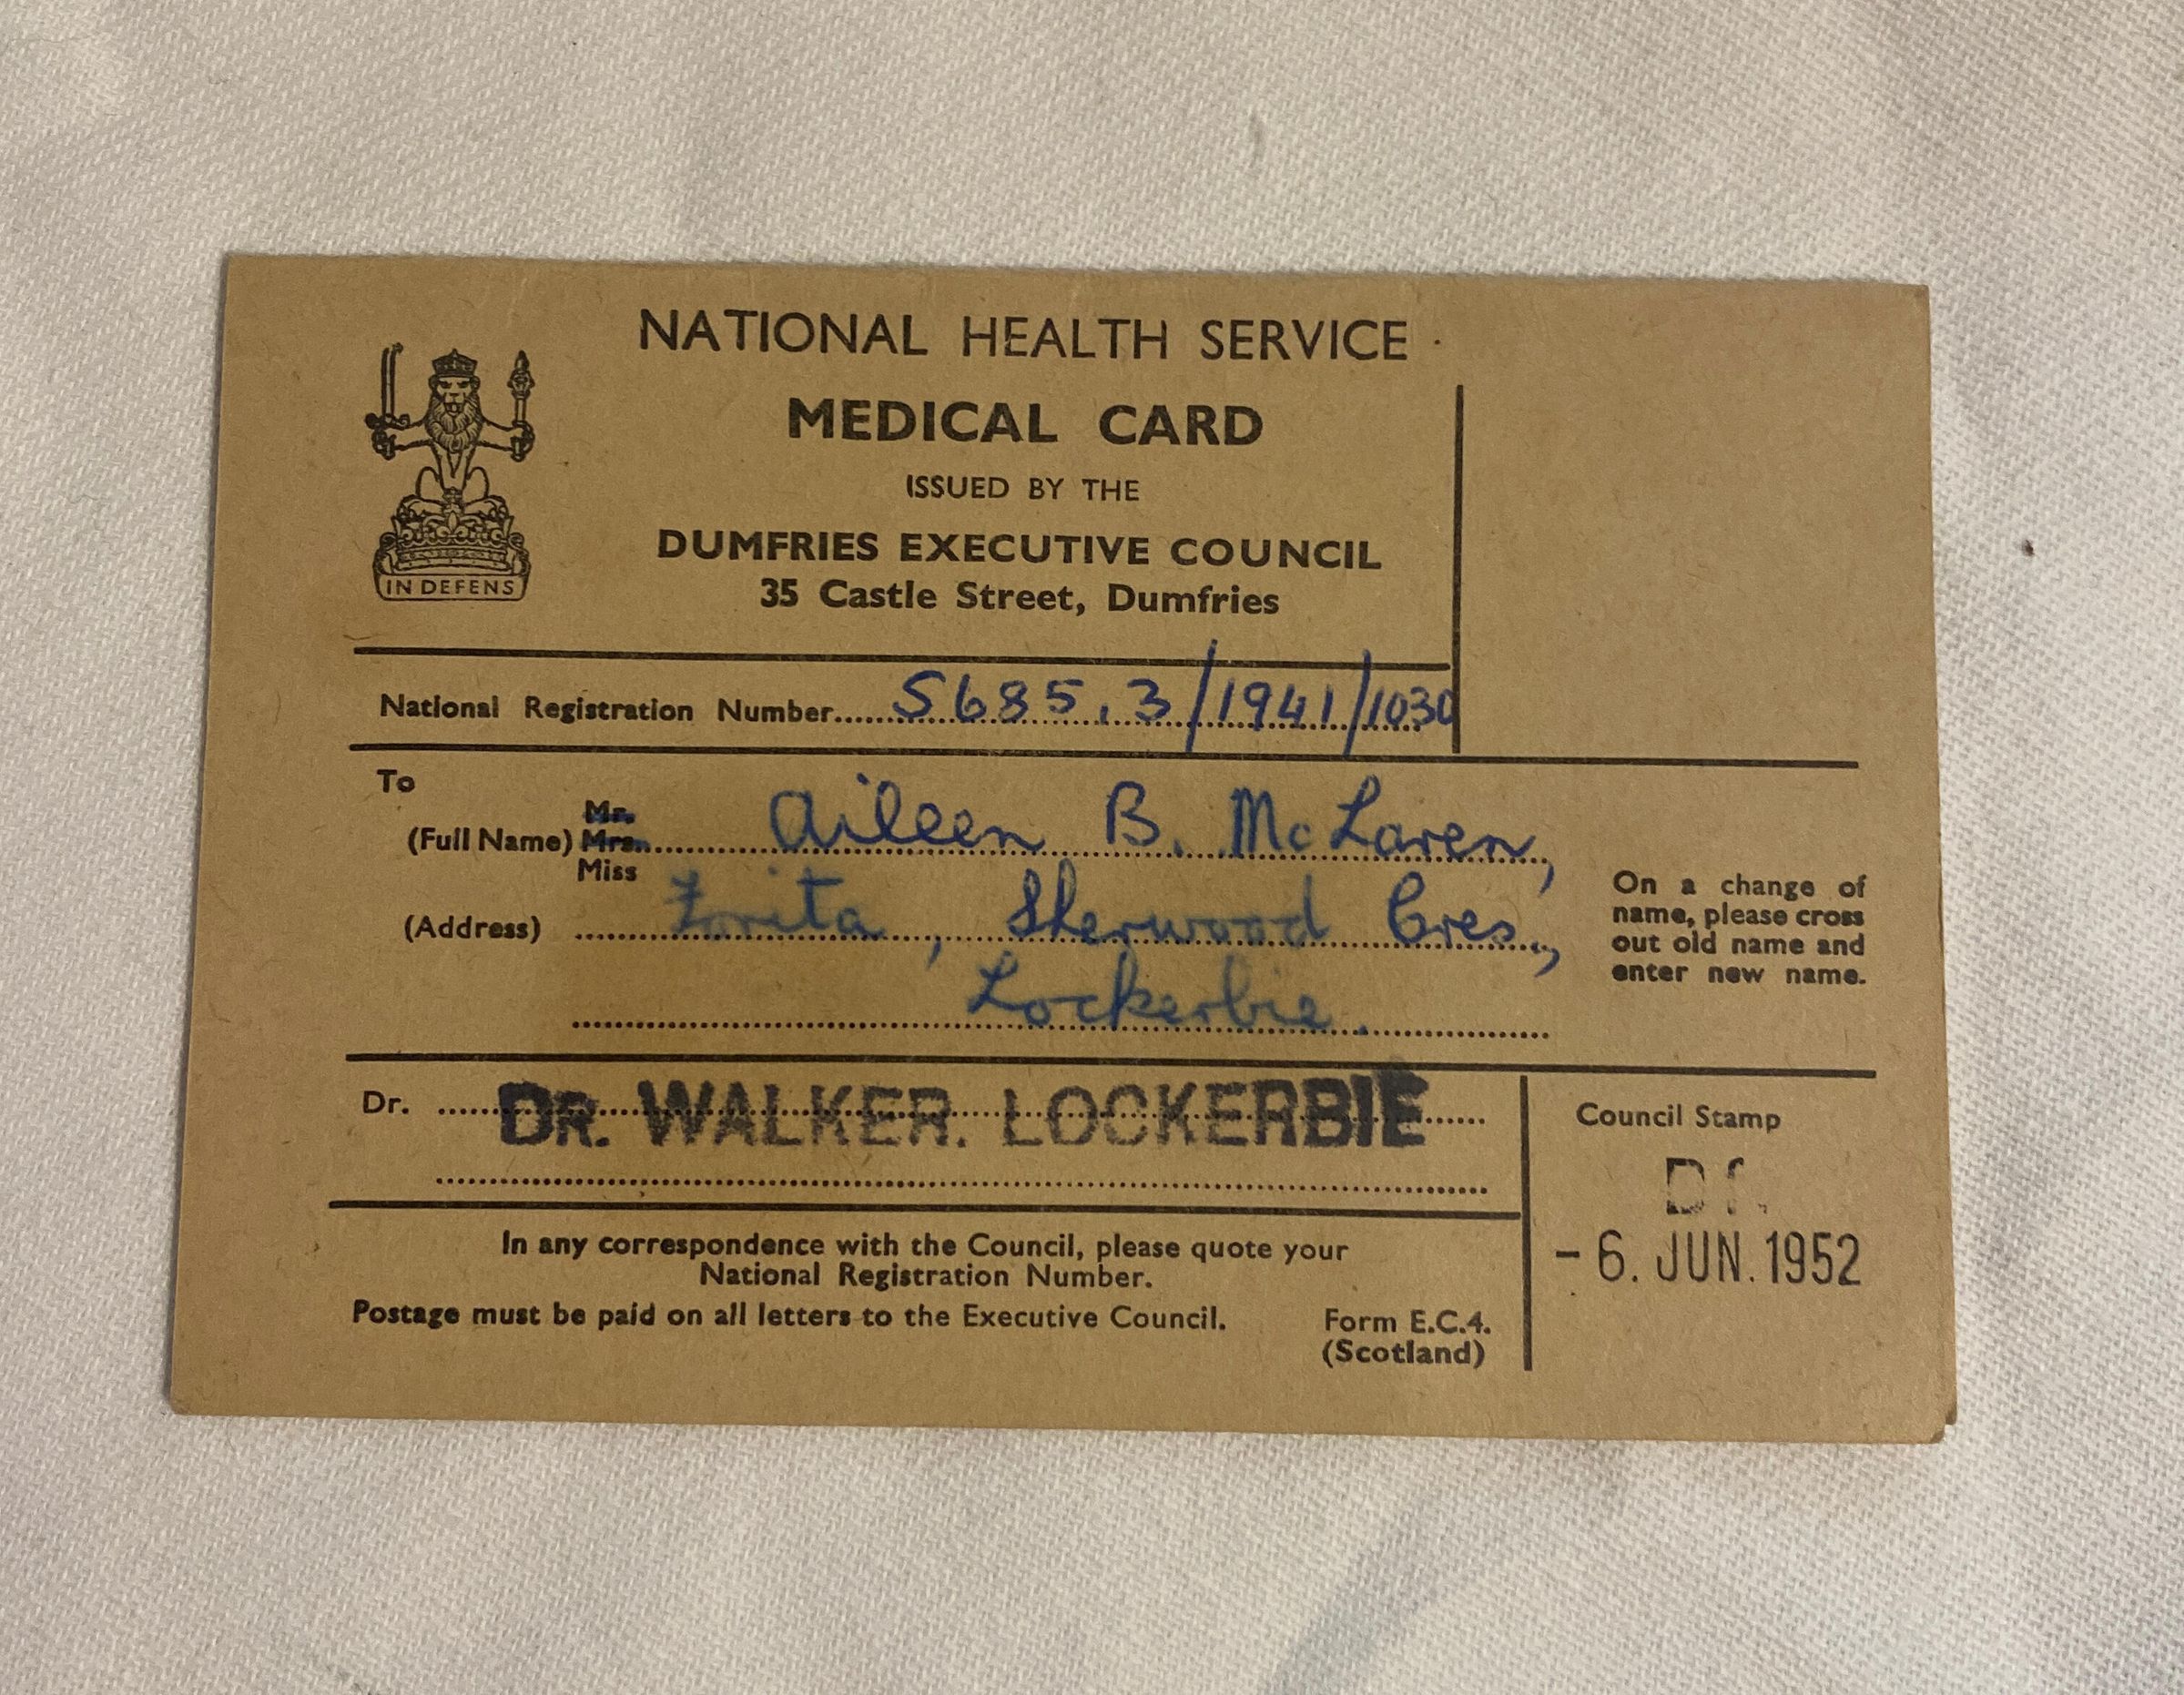 NATIONAL HEALTH SERVICE
MEDICAL CARD
ISSUED BY THE
DUMFRIES EXECUTIVE COUNCIL
35 Castle Street, Dumfries
IN DEFENS
National Registration Number S685.3/1941/1030
To
Mr.
(Full Name) Mrs. Aileen B. McLaren,
Miss
(Address) , Sherwood Cres.,
Lockerbie.
On a change of
name, please cross
out old name and
enter new name.
Dr. DR. WALKER. LOCKERBIE
Council Stamp
- 6. JUN. 1952
In any correspondence with the Council, please quote your
National Registration Number.
Postage must be paid on all letters to the Executive Council.
Form E.C.4.
(Scotland)